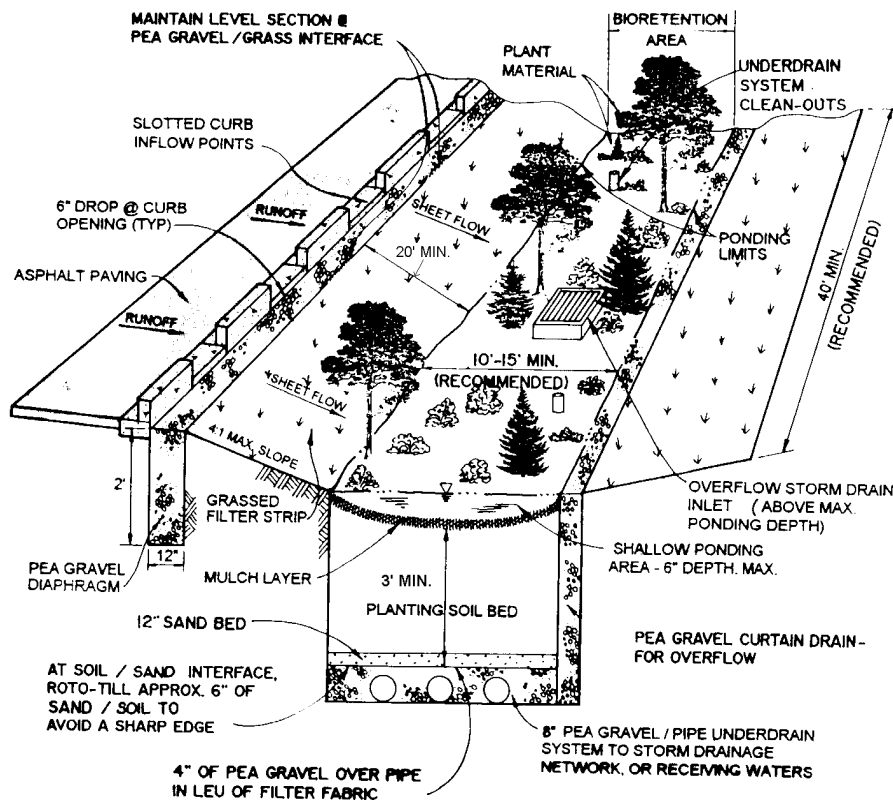 MAINTAIN LEVEL SECTION @
PEA GRAVEL / GRASS INTERFACE
BIORETENTION
AREA
PLANT
MATERIAL
UNDERDRAIN
SYSTEM
CLEAN-OUTS
SLOTTED CURB
INFLOW POINTS
6" DROP @ CURB
OPENING (TYP)
RUNOFF
SHEET FLOW
20' MIN.
PONDING
LIMITS
40' MIN.
(RECOMMENDED)
ASPHALT PAVING
RUNOFF
10'-15' MIN.
(RECOMMENDED)
SHEET FLOW
4:1 MAX. SLOPE
2'
12"
GRASSED
FILTER STRIP
OVERFLOW STORM DRAIN
INLET ( ABOVE MAX.
PONDING DEPTH)
PEA GRAVEL
DIAPHRAGM
MULCH LAYER
SHALLOW PONDING
AREA - 6" DEPTH. MAX.
3' MIN.
PLANTING SOIL BED
12" SAND BED
PEA GRAVEL CURTAIN DRAIN-
FOR OVERFLOW
AT SOIL / SAND INTERFACE,
ROTO-TILL APPROX. 6" OF
SAND / SOIL TO
AVOID A SHARP EDGE
8" PEA GRAVEL / PIPE UNDERDRAIN
SYSTEM TO STORM DRAINAGE
NETWORK, OR RECEIVING WATERS
4" OF PEA GRAVEL OVER PIPE
IN LEU OF FILTER FABRIC